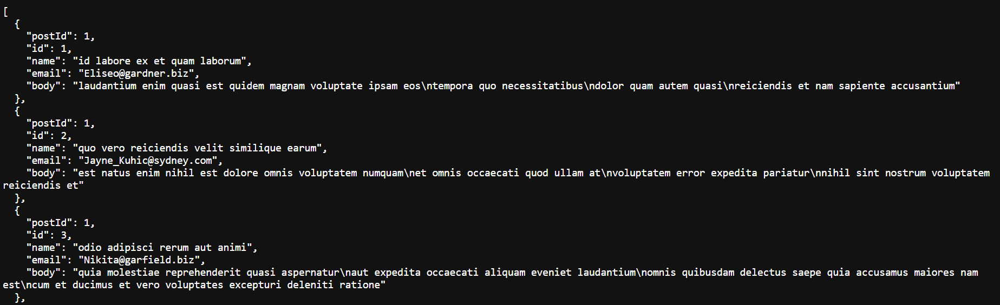 [
  {
    "postId": 1,
    "id": 1,
    "name": "id labore ex et quam laborum",
    "email": "Eliseo@gardner.biz",
    "body": "laudantium enim quasi est quidem magnam voluptate ipsam eos\ntempora quo necessitatibus\ndolor quam autem quasi\nreiciendis et nam sapiente accusantium"
  },
  {
    "postId": 1,
    "id": 2,
    "name": "quo vero reiciendis velit similique earum",
    "email": "Jayne_Kuhic@sydney.com",
    "body": "est natus enim nihil est dolore omnis voluptatem numquam\net omnis occaecati quod ullam at\nvoluptatem error expedita pariatur\nnihil sint nostrum voluptatem
reiciendis et"
  },
  {
    "postId": 1,
    "id": 3,
    "name": "odio adipisci rerum aut animi",
    "email": "Nikita@garfield.biz",
    "body": "quia molestiae reprehenderit quasi aspernatur\naut expedita occaecati aliquam eveniet laudantium\nomnis quibusdam delectus saepe quia accusamus maiores nam
est\ncum et ducimus et vero voluptates excepturi deleniti ratione"
  },